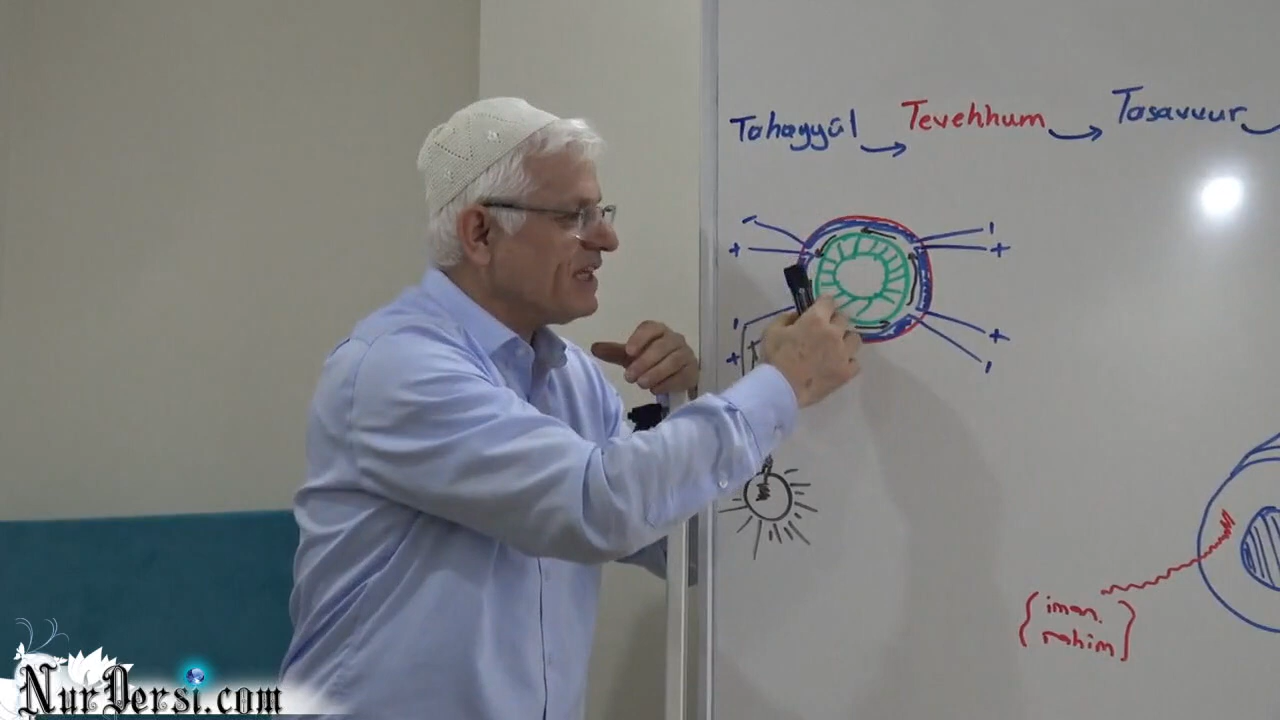 Tahayyül → Tevehhum → Tasavvur
- -
+ +
- +
+ -
{ iman.
rahim }
NurDersi.com